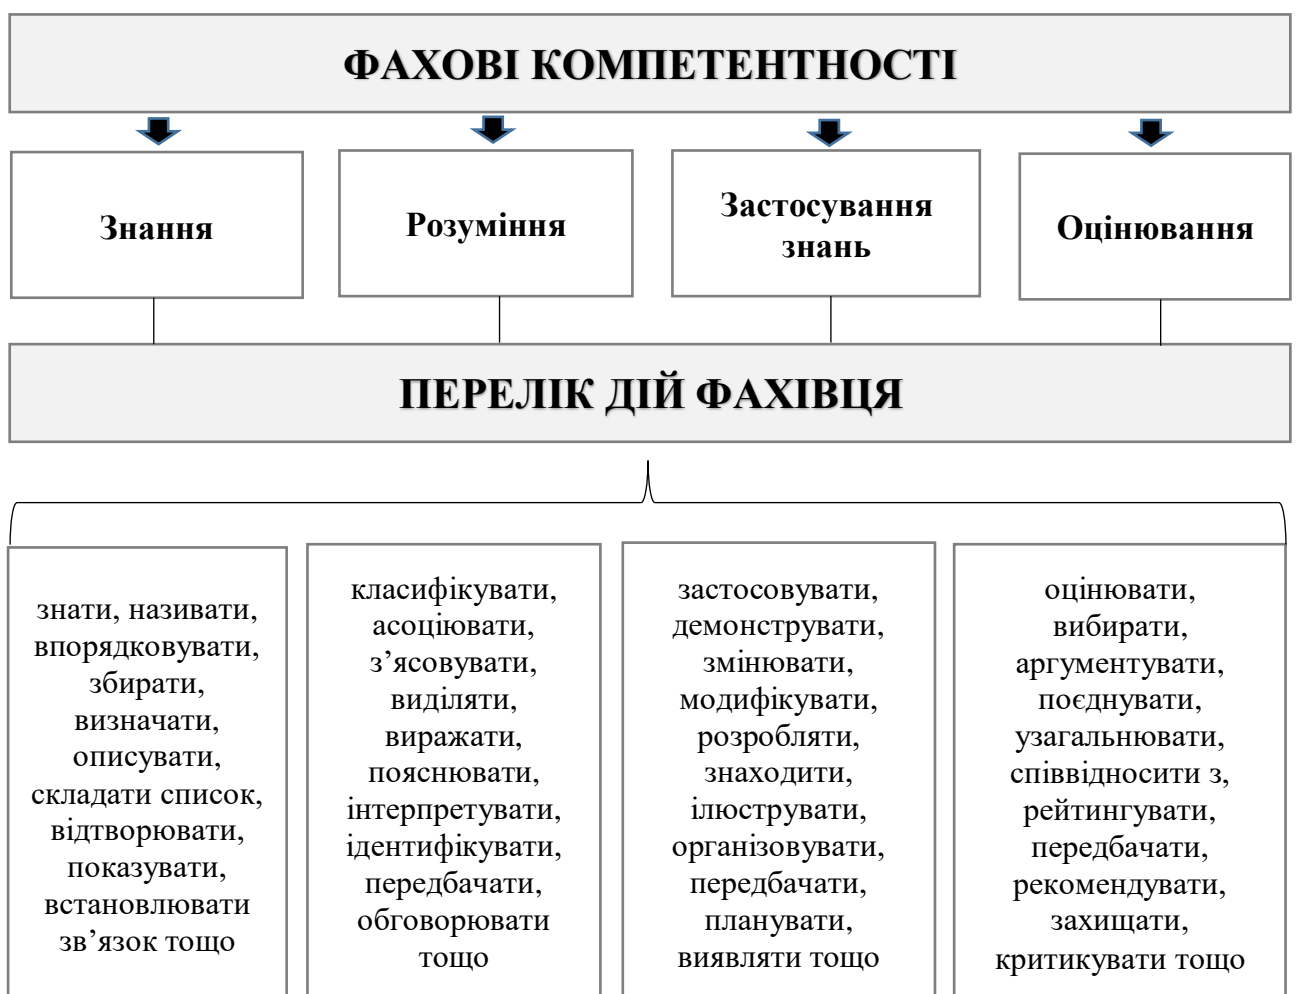 ФАХОВІ КОМПЕТЕНТНОСТІ
Знання
Розуміння
Застосування
знань
Оцінювання
ПЕРЕЛІК ДІЙ ФАХІВЦЯ
знати, називати,
впорядковувати,
збирати,
визначати,
описувати,
складати список,
відтворювати,
показувати,
встановлювати
зв’язок тощо
класифікувати,
асоціювати,
з’ясовувати,
виділяти,
виражати,
пояснювати,
інтерпретувати,
ідентифікувати,
передбачати,
обговорювати
тощо
застосовувати,
демонструвати,
змінювати,
модифікувати,
розробляти,
знаходити,
ілюструвати,
організовувати,
передбачати,
планувати,
виявляти тощо
оцінювати,
вибирати,
аргументувати,
поєднувати,
узагальнювати,
співвідносити з,
рейтингувати,
передбачати,
рекомендувати,
захищати,
критикувати тощо